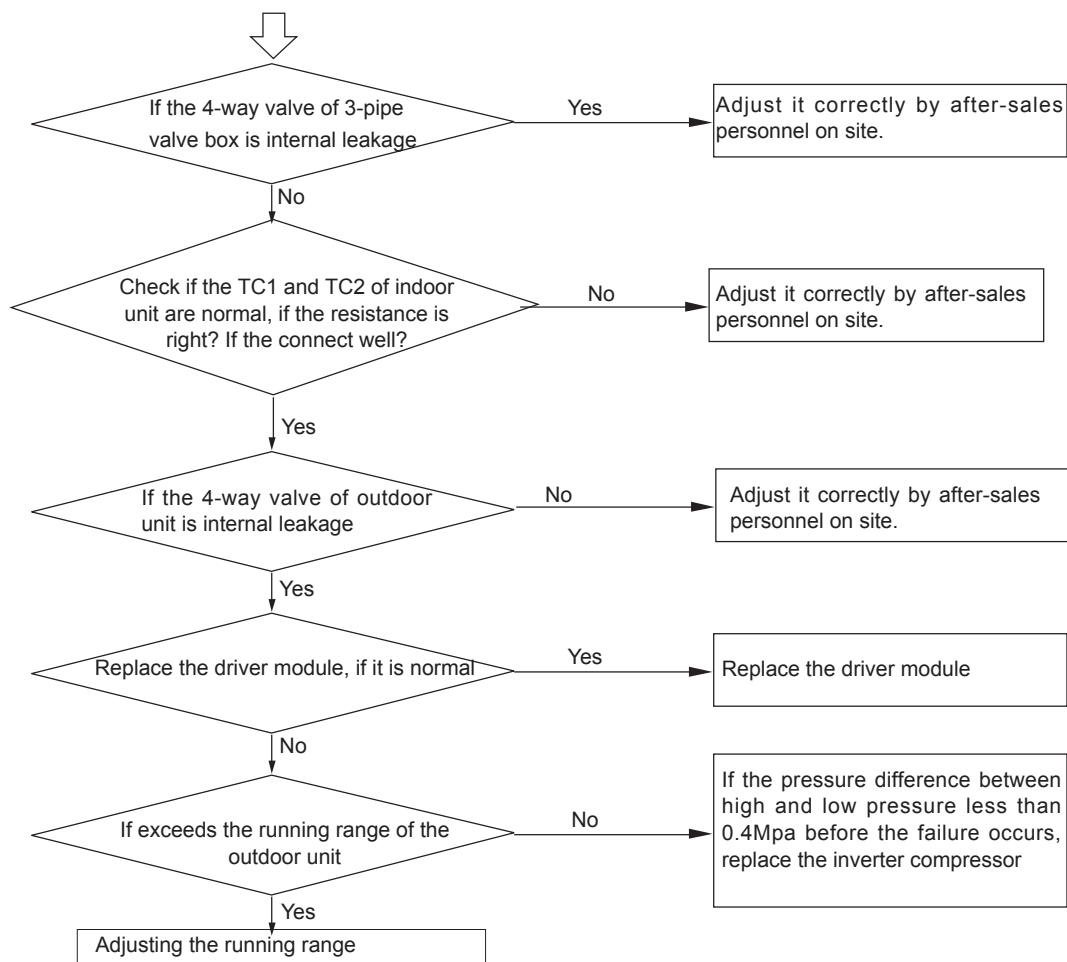 If the 4-way valve of 3-pipe
valve box is internal leakage
Yes
Adjust it correctly by after-sales
personnel on site.
No
Check if the TC1 and TC2 of indoor
unit are normal, if the resistance is
right? If the connect well?
No
Adjust it correctly by after-sales
personnel on site.
Yes
If the 4-way valve of outdoor
unit is internal leakage
No
Adjust it correctly by after-sales
personnel on site.
Yes
Replace the driver module, if it is normal
Yes
Replace the driver module
No
If exceeds the running range of the
outdoor unit
No
If the pressure difference between
high and low pressure less than
0.4Mpa before the failure occurs,
replace the inverter compressor
Yes
Adjusting the running range